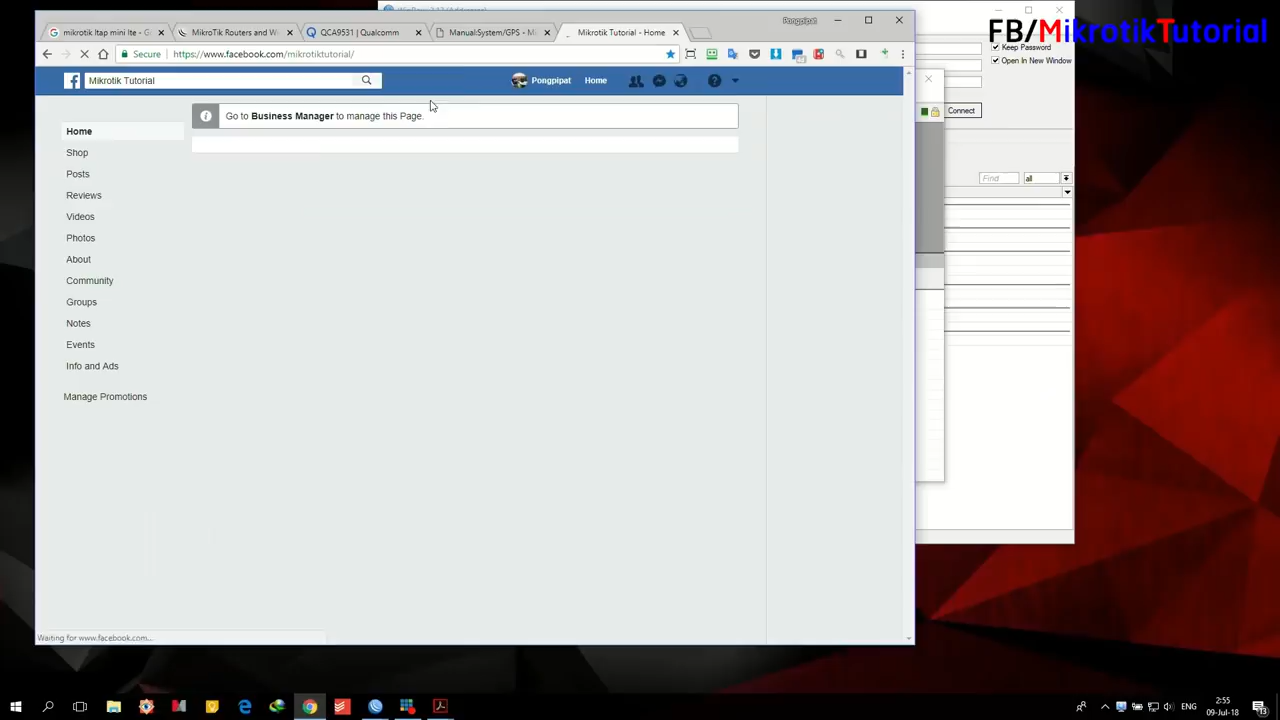 Pongpipat
mikrotik ltap mini lte - G
MikroTik Routers and W
QCA9531 | Qualcomm
Manual:System/GPS - Mi
Mikrotik Tutorial - Home
FB/MikrotikTutorial
Keep Password
Open In New Window
Secure
https://www.facebook.com/mikrotiktutorial/
Mikrotik Tutorial
Pongpipat
Home
Connect
Go to Business Manager to manage this Page.
Home
Shop
Posts
Reviews
Videos
Photos
About
Community
Groups
Notes
Events
Info and Ads
Manage Promotions
Find
all
Waiting for www.facebook.com...
ENG
2:55
09-Jul-18